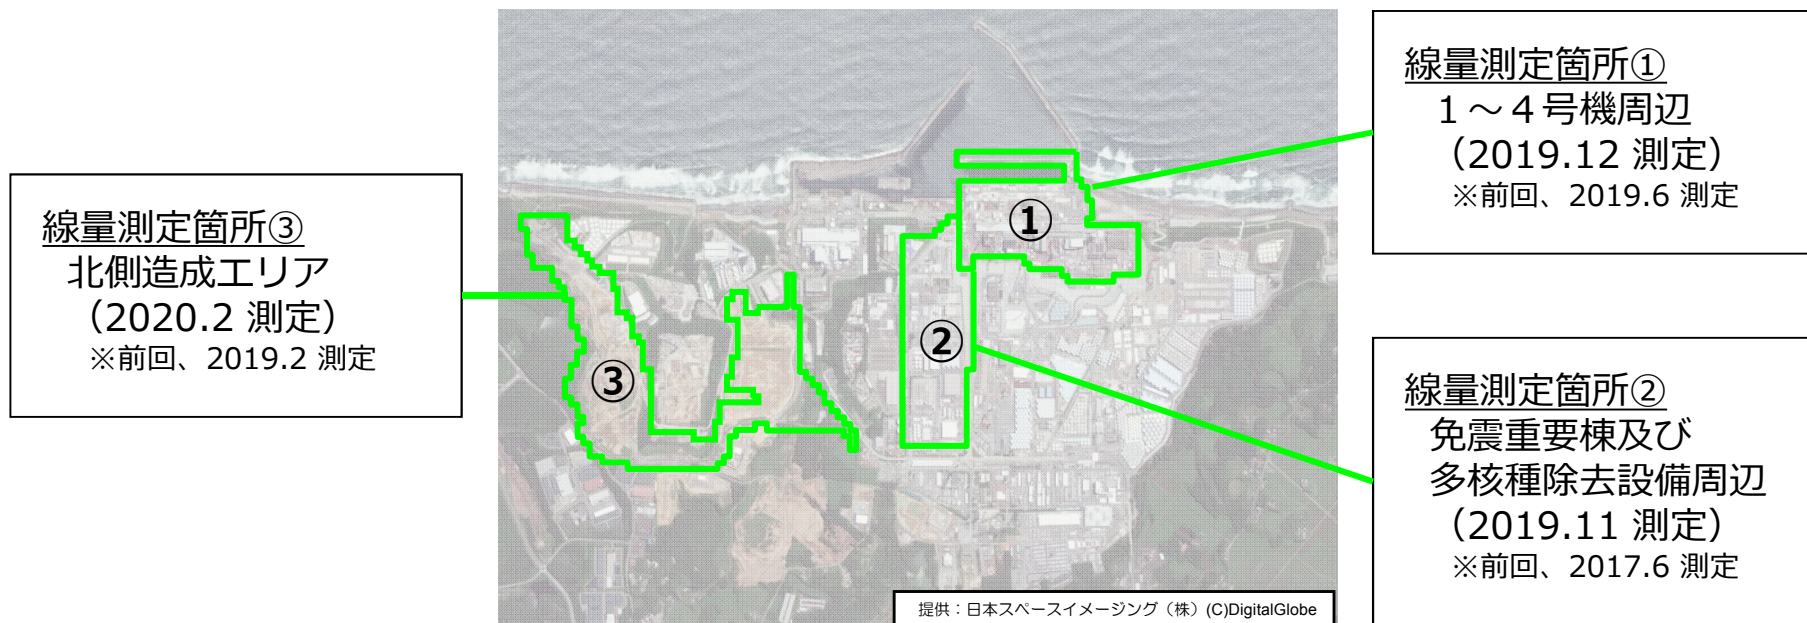 線量測定箇所①
1～4号機周辺
（2019.12 測定）
※前回、2019.6 測定
線量測定箇所③
北側造成エリア
（2020.2 測定）
※前回、2019.2 測定
①
②
③
線量測定箇所②
免震重要棟及び
多核種除去設備周辺
（2019.11 測定）
※前回、2017.6 測定
提供：日本スペースイメージング（株）(C)DigitalGlobe